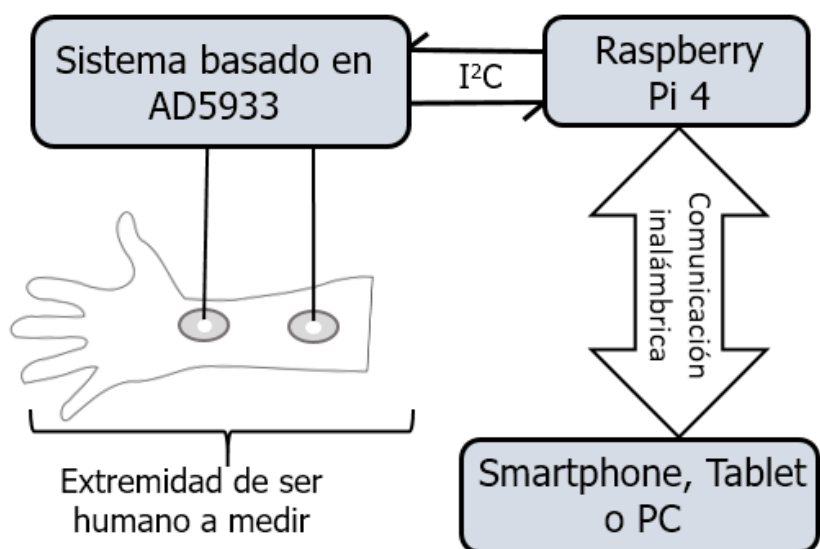 Sistema basado en
AD5933
I²C
Raspberry
Pi 4
Comunicación
inalámbrica
Extremidad de ser
humano a medir
Smartphone, Tablet
o PC